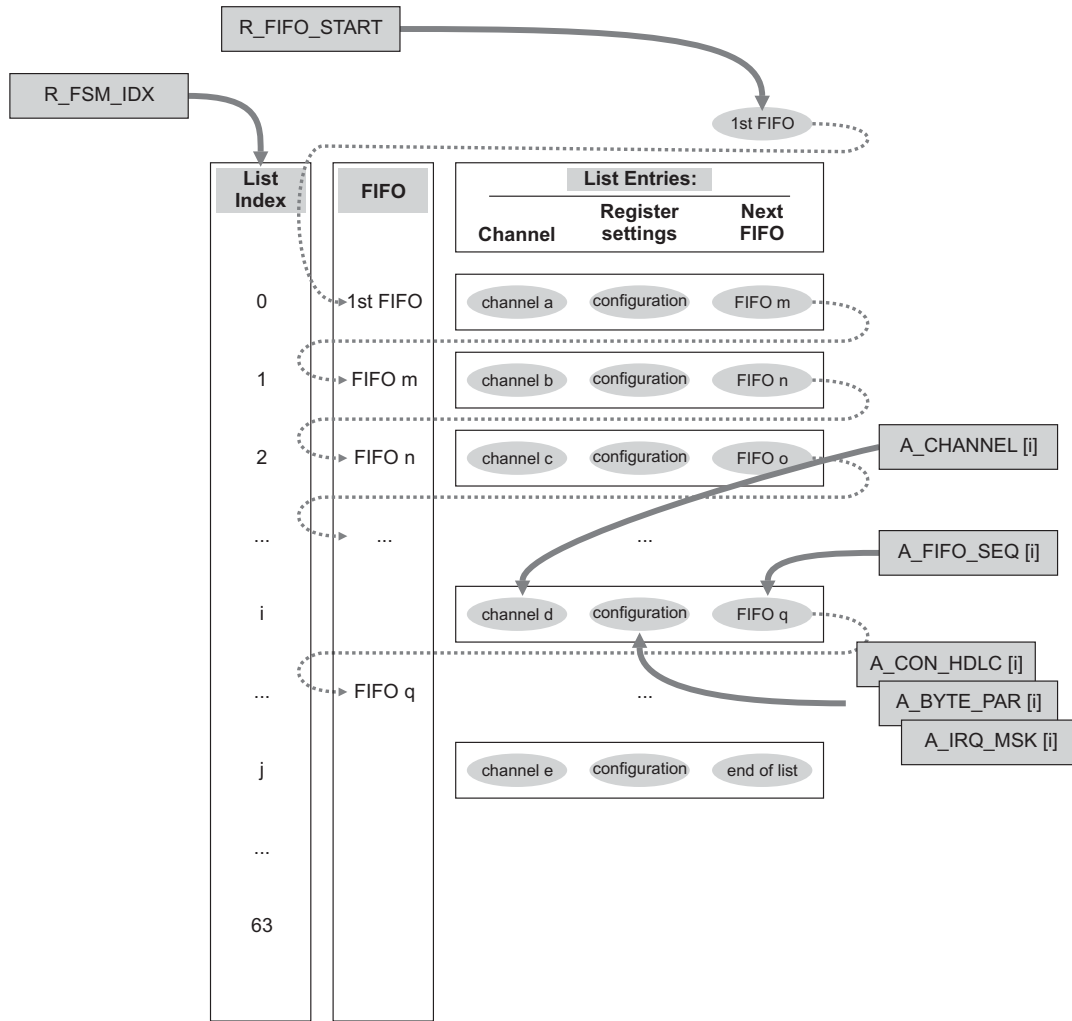 R_FIFO_START
R_FSM_IDX
1st FIFO
List
Index
FIFO
List Entries:
Channel
Register
settings
Next
FIFO
0
1st FIFO
channel a
configuration
FIFO m
1
FIFO m
channel b
configuration
FIFO n
2
FIFO n
channel c
configuration
FIFO o
A_CHANNEL [i]
...
...
...
A_FIFO_SEQ [i]
i
channel d
configuration
FIFO q
A_CON_HDLC [i]
...
FIFO q
...
A_BYTE_PAR [i]
A_IRQ_MSK [i]
j
channel e
configuration
end of list
...
63